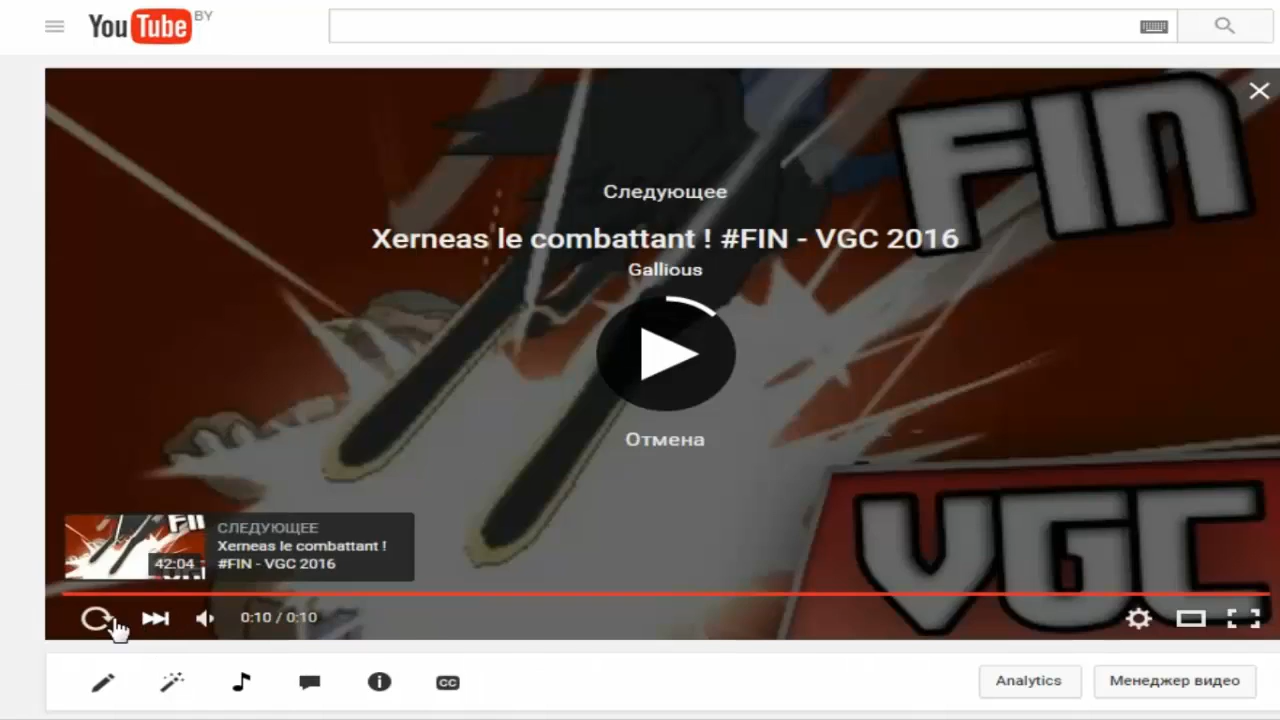 YouTube BY
FIN
Следующее
Xerneas le combattant ! #FIN - VGC 2016
Gallious
Отмена
VGC
FIN
42:04
СЛЕДУЮЩЕЕ
Xerneas le combattant !
#FIN - VGC 2016
0:10 / 0:10
CC
Analytics
Менеджер видео